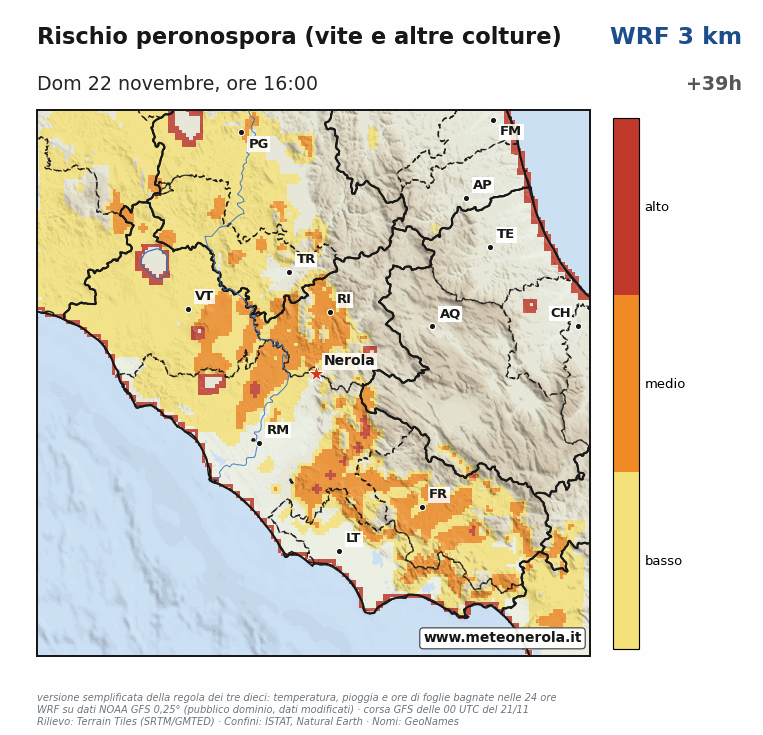 Rischio peronospora (vite e altre colture)
WRF 3 km
Dom 22 novembre, ore 16:00
+39h
FM
PG
AP
TE
TR
VT
RI
AQ
CH
Nerola
RM
FR
LT
alto
medio
basso
www.meteonerola.it
versione semplificata della regola dei tre dieci: temperatura, pioggia e ore di foglie bagnate nelle 24 ore
WRF su dati NOAA GFS 0,25° (pubblico dominio, dati modificati) · corsa GFS delle 00 UTC del 21/11
Rilievo: Terrain Tiles (SRTM/GMTED) · Confini: ISTAT, Natural Earth · Nomi: GeoNames